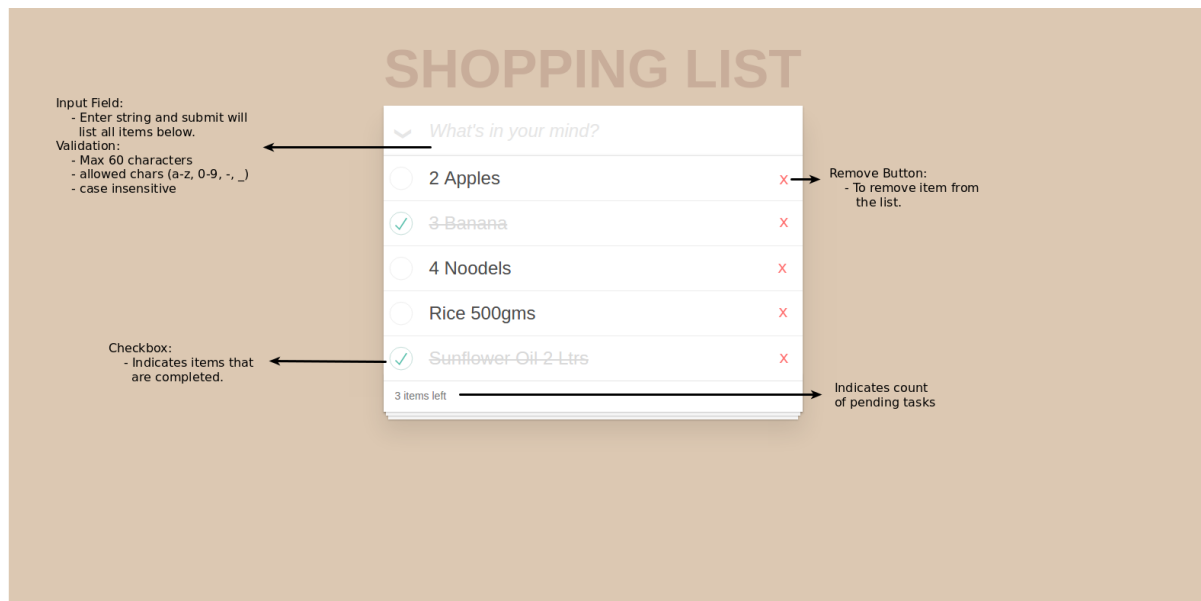 SHOPPING LIST
Input Field:
- Enter string and submit will
list all items below.
Validation:
- Max 60 characters
- allowed chars (a-z, 0-9, -, _)
- case insensitive
What's in your mind?
2 Apples
x
Remove Button:
- To remove item from
the list.
3 Banana
x
4 Noodels
x
Rice 500gms
x
Checkbox:
- Indicates items that
are completed.
Sunflower Oil 2 Ltrs
x
3 items left
Indicates count
of pending tasks